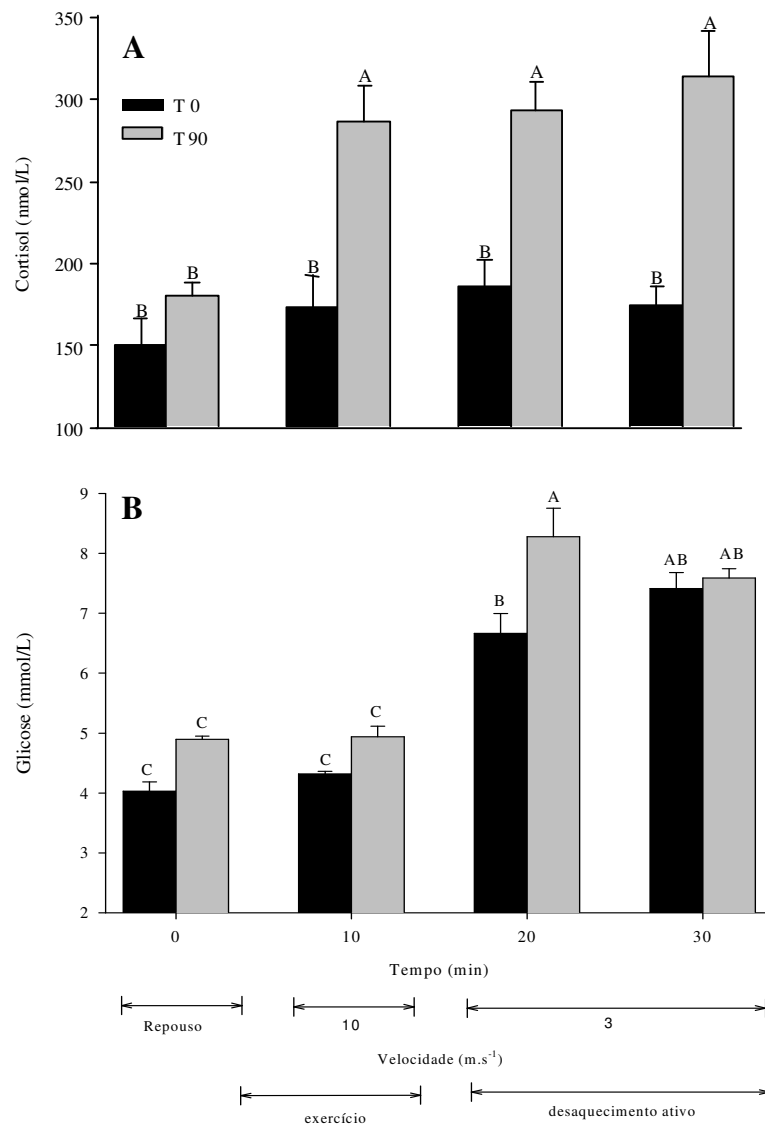 350
A
A
A
A
T 0
300
T 90
250
Cortisol (nmol/L)
200
B
B
B
B
B
150
100
9
B
A
8
AB
AB
B
7
6
Glicose (mmol/L)
5
C
C
C
C
4
3
2
0
10
20
30
Tempo (min)
Repouso
10
3
Velocidade (m.s⁻¹)
exercício
desaquecimento ativo